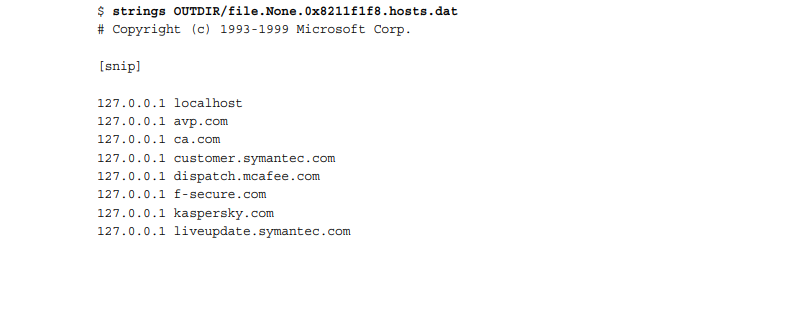 $ strings OUTDIR/file.None.0x8211f1f8.hosts.dat
# Copyright (c) 1993-1999 Microsoft Corp.
[snip]
127.0.0.1 localhost
127.0.0.1 avp.com
127.0.0.1 ca.com
127.0.0.1 customer.symantec.com
127.0.0.1 dispatch.mcafee.com
127.0.0.1 f-secure.com
127.0.0.1 kaspersky.com
127.0.0.1 liveupdate.symantec.com